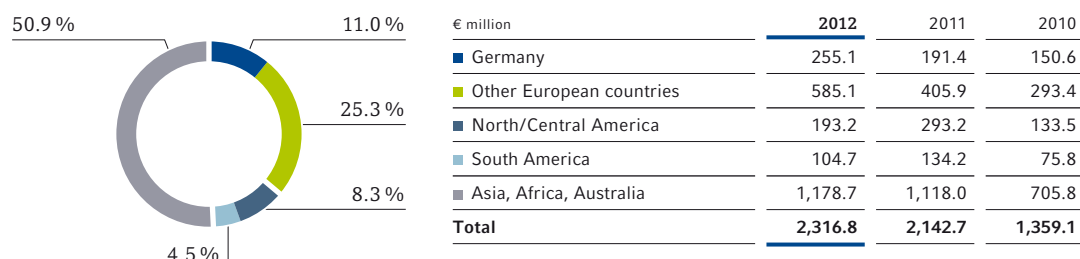 50.9 %
11.0 %
25.3 %
8.3 %
4.5 %
€ million 2012 2011 2010
Germany 255.1 191.4 150.6
Other European countries 585.1 405.9 293.4
North/Central America 193.2 293.2 133.5
South America 104.7 134.2 75.8
Asia, Africa, Australia 1,178.7 1,118.0 705.8
Total 2,316.8 2,142.7 1,359.1